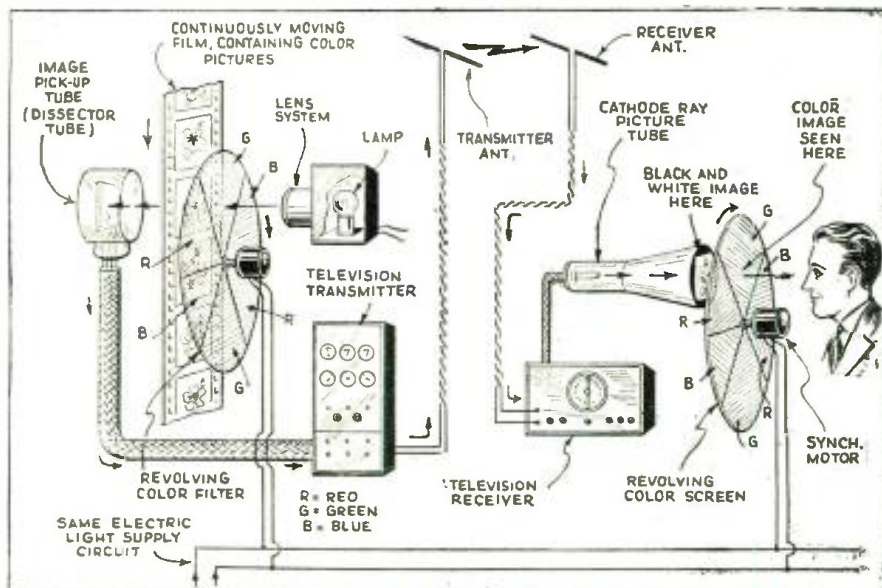 CONTINUOUSLY MOVING
FILM, CONTAINING COLOR
PICTURES
IMAGE
PICK-UP
TUBE
(DISSECTOR
TUBE)
LENS
SYSTEM
LAMP
G
B
R
B
G
R
TRANSMITTER
ANT.
RECEIVER
ANT.
CATHODE RAY
PICTURE
TUBE
BLACK AND
WHITE IMAGE
HERE
COLOR
IMAGE
SEEN
HERE
G
B
R
B
R
G
TELEVISION
TRANSMITTER
REVOLVING
COLOR FILTER
R = RED
G = GREEN
B = BLUE
TELEVISION
RECEIVER
REVOLVING
COLOR SCREEN
SYNCH.
MOTOR
SAME ELECTRIC
LIGHT SUPPLY
CIRCUIT